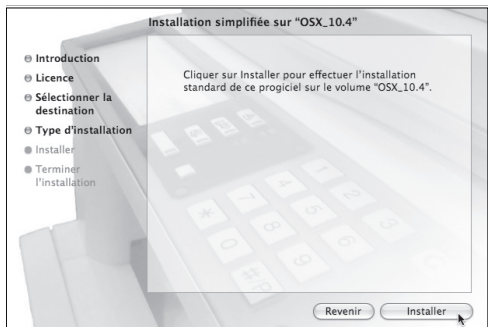 Installation simplifiée sur “OSX_10.4”
Introduction
Licence
Sélectionner la
destination
Type d’installation
Installer
Terminer
l’installation
Cliquer sur Installer pour effectuer l’installation
standard de ce progiciel sur le volume “OSX_10.4”.
Revenir
Installer